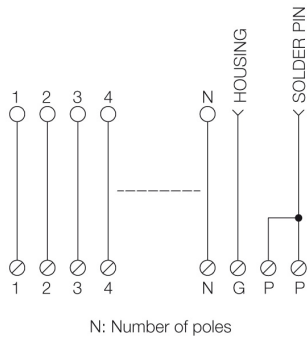 HOUSING
SOLDER PIN
1 2 3 4 N
1 2 3 4 N G P P
N: Number of poles